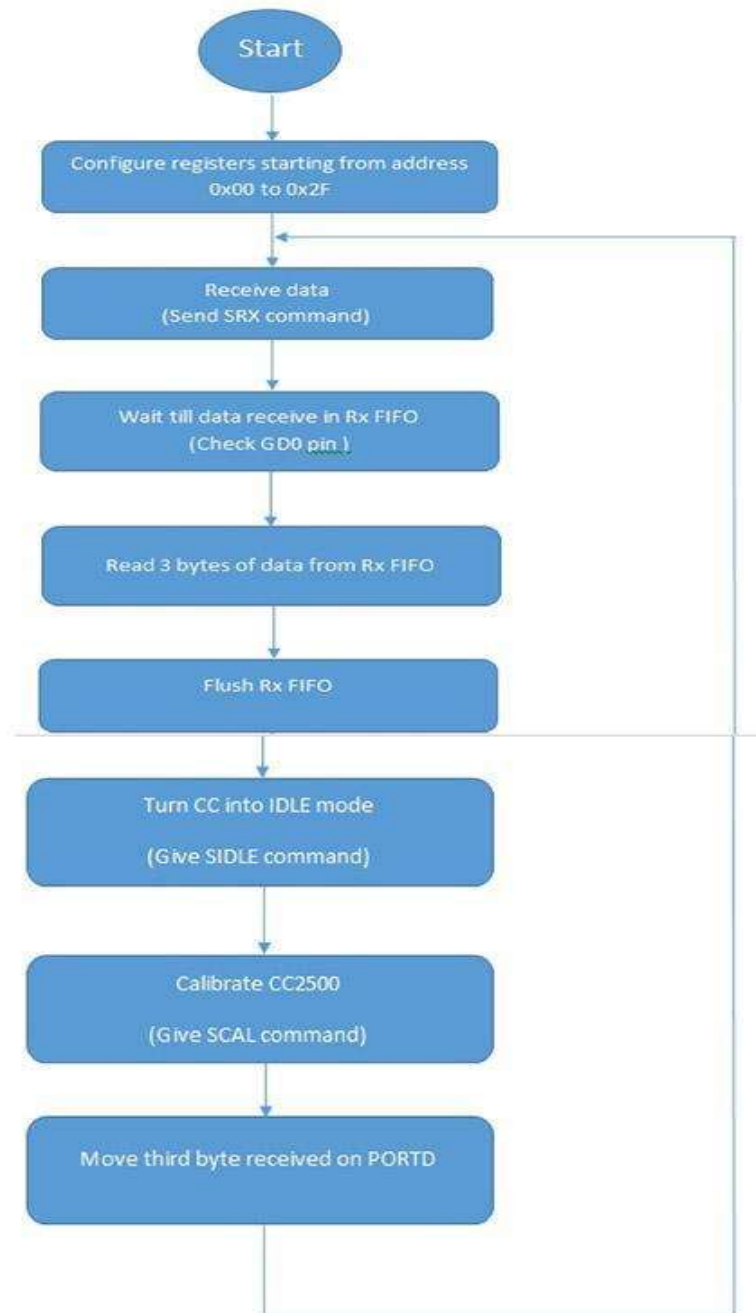 Start
Configure registers starting from address
0x00 to 0x2F
Receive data
(Send SRX command)
Wait till data receive in Rx FIFO
(Check GD0 pin )
Read 3 bytes of data from Rx FIFO
Flush Rx FIFO
Turn CC into IDLE mode
(Give SIDLE command)
Calibrate CC2500
(Give SCAL command)
Move third byte received on PORTD